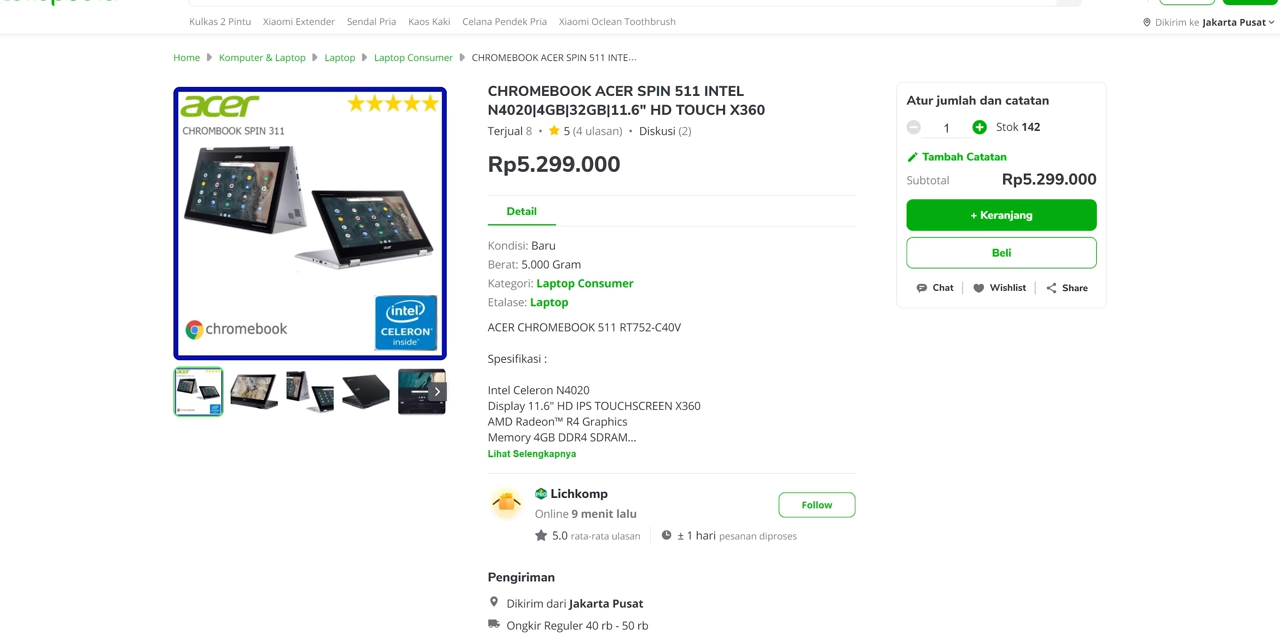 Kulkas 2 Pintu Xiaomi Extender Sendal Pria Kaos Kaki Celana Pendek Pria Xiaomi Oclean Toothbrush
Dikirim ke Jakarta Pusat
Home Komputer & Laptop Laptop Laptop Consumer CHROMEBOOK ACER SPIN 511 INTE...
acer
CHROMBOOK SPIN 311
chromebook
intel
CELERON
inside
CHROMEBOOK ACER SPIN 511 INTEL
N4020|4GB|32GB|11.6" HD TOUCH X360
Terjual 8 • 5 (4 ulasan) • Diskusi (2)
Rp5.299.000
Detail
Kondisi: Baru
Berat: 5.000 Gram
Kategori: Laptop Consumer
Etalase: Laptop
ACER CHROMEBOOK 511 RT752-C40V
Spesifikasi :
Intel Celeron N4020
Display 11.6" HD IPS TOUCHSCREEN X360
AMD Radeon™ R4 Graphics
Memory 4GB DDR4 SDRAM...
Lihat Selengkapnya
Lichkomp
Online 9 menit lalu
Follow
5.0 rata-rata ulasan ± 1 hari pesanan diproses
Pengiriman
Dikirim dari Jakarta Pusat
Ongkir Reguler 40 rb - 50 rb
Atur jumlah dan catatan
1 Stok 142
Tambah Catatan
Subtotal Rp5.299.000
+ Keranjang
Beli
Chat Wishlist Share